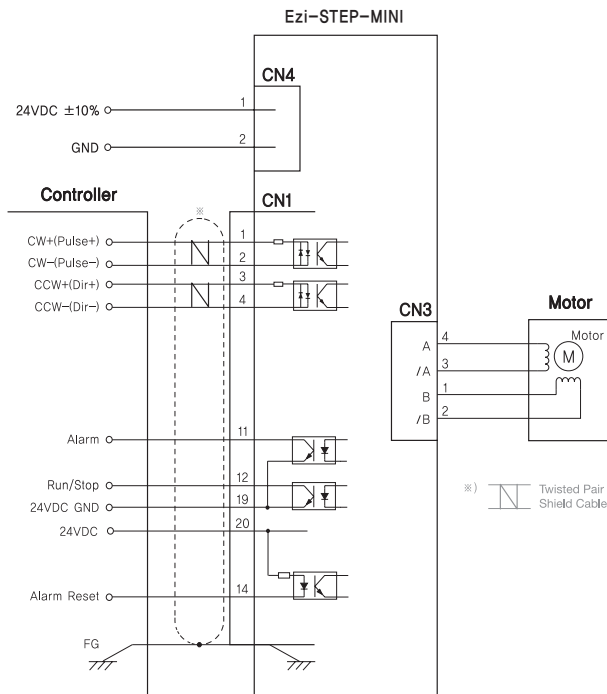 Ezi-STEP-MINI
CN4
24VDC ±10% 1
GND 2
Controller
※
CN1
CW+(Pulse+) 1
CW-(Pulse-) 2
CCW+(Dir+) 3
CCW-(Dir-) 4
CN3
Motor
A 4
Motor
M
/A 3
B 1
/B 2
Alarm 11
Run/Stop 12
24VDC GND 19
24VDC 20
※) Twisted Pair
Shield Cable
Alarm Reset 14
FG